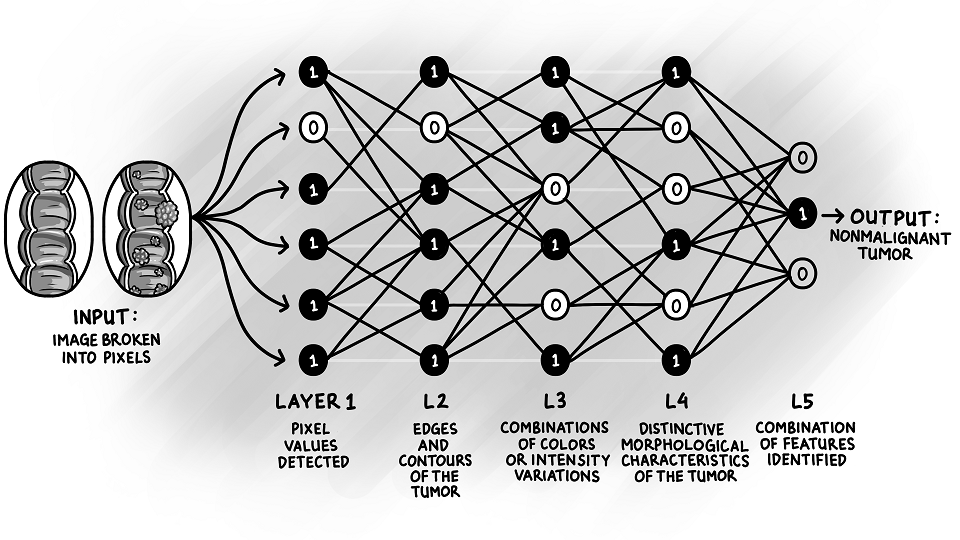 1 1 1 1
0 0 1 0
0
1 1 0 0
1 → OUTPUT:
NONMALIGNANT
TUMOR
1 1 1 1
0
1 1 0 0
1 1 1 1
INPUT:
IMAGE BROKEN
INTO PIXELS
LAYER 1
PIXEL
VALUES
DETECTED
L2
EDGES
AND
CONTOURS
OF THE
TUMOR
L3
COMBINATIONS
OF COLORS
OR INTENSITY
VARIATIONS
L4
DISTINCTIVE
MORPHOLOGICAL
CHARACTERISTICS
OF THE TUMOR
L5
COMBINATION
OF FEATURES
IDENTIFIED